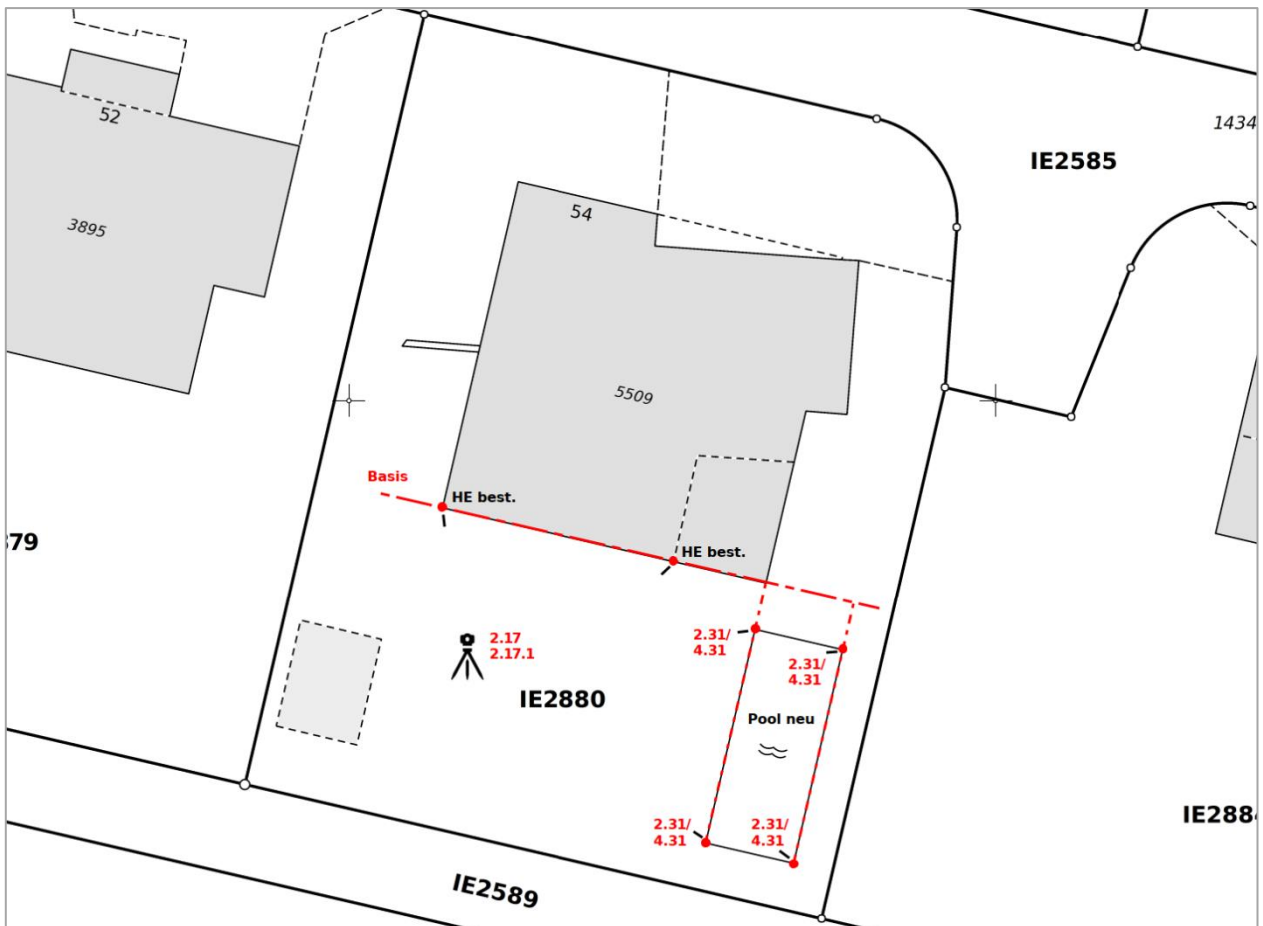 52
1434
IE2585
54
3895
5509
Basis
HE best.
HE best.
79
2.17
2.17.1
2.31/
4.31
2.31/
4.31
IE2880
Pool neu
IE288
2.31/
4.31
2.31/
4.31
IE2589